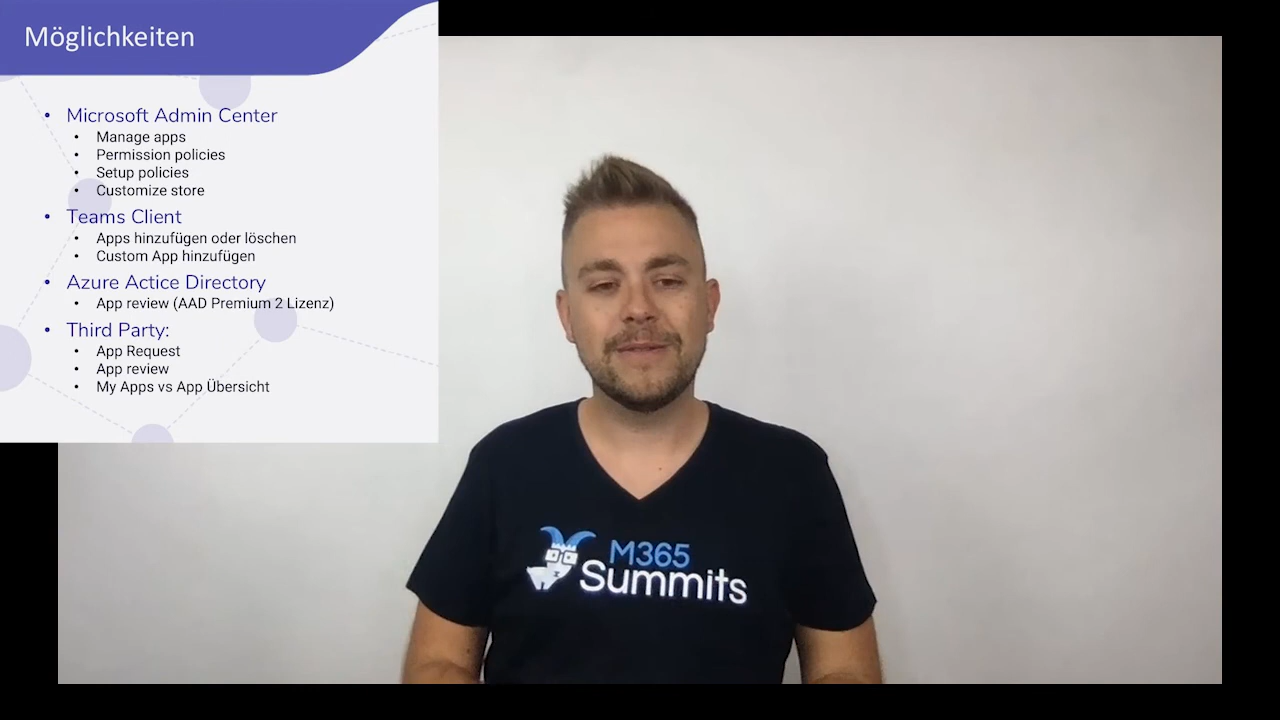 Möglichkeiten
• Microsoft Admin Center
• Manage apps
• Permission policies
• Setup policies
• Customize store
• Teams Client
• Apps hinzufügen oder löschen
• Custom App hinzufügen
• Azure Actice Directory
• App review (AAD Premium 2 Lizenz)
• Third Party:
• App Request
• App review
• My Apps vs App Übersicht
M365
Summits